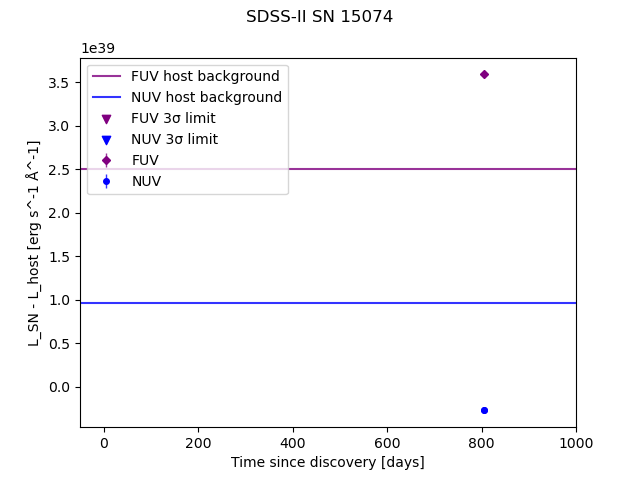 SDSS-II SN 15074
1e39
FUV host background
NUV host background
FUV 3σ limit
NUV 3σ limit
FUV
NUV
3.5
3.0
2.5
2.0
1.5
1.0
0.5
0.0
L_SN - L_host [erg s^-1 Å^-1]
0
200
400
600
800
1000
Time since discovery [days]